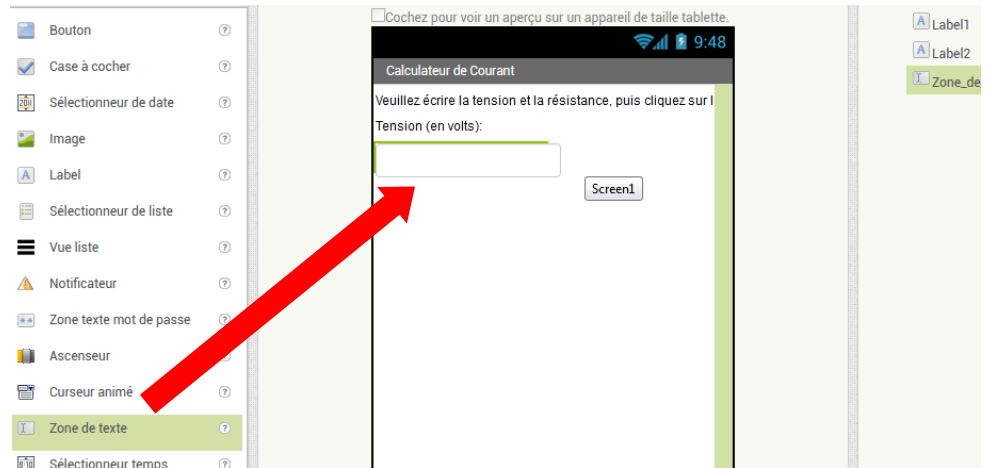 Bouton
Case à cocher
Sélectionneur de date
Image
Label
Sélectionneur de liste
Vue liste
Notificateur
Zone texte mot de passe
Ascenseur
Curseur animé
Zone de texte
Sélectionneur temps
Cochez pour voir un aperçu sur un appareil de taille tablette.
9:48
Calculateur de Courant
Veuillez écrire la tension et la résistance, puis cliquez sur l
Tension (en volts):
Screen1
Label1
Label2
Zone_de